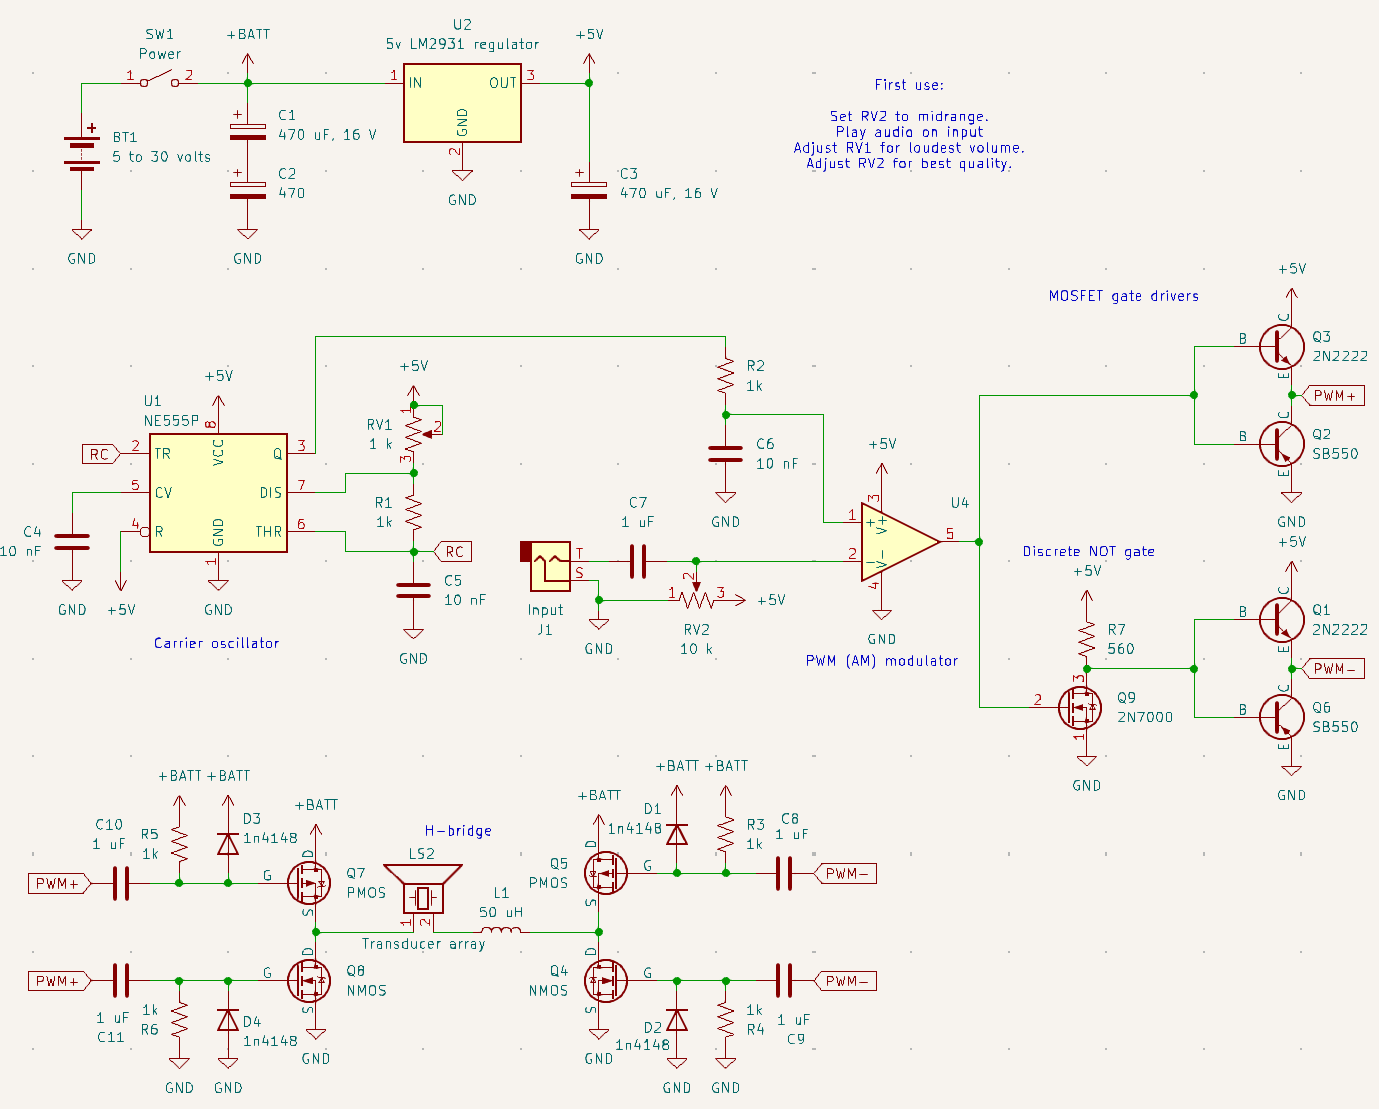 SW1
Power
1
2
+BATT
U2
5v LM2931 regulator
1
IN
OUT
3
GND
2
GND
+5V
BT1
5 to 30 volts
GND
C1
470 uF, 16 V
C2
470
GND
C3
470 uF, 16 V
GND
First use:
Set RV2 to midrange.
Play audio on input
Adjust RV1 for loudest volume.
Adjust RV2 for best quality.
MOSFET gate drivers
+5V
C
B
E
Q3
2N2222
PWM+
C
B
E
Q2
SB550
GND
+5V
U1
NE555P
8
VCC
RC
2
TR
Q
3
5
CV
DIS
7
4
R
THR
6
GND
1
C4
10 nF
GND
+5V
GND
Carrier oscillator
+5V
1
RV1
1 k
2
3
R1
1k
RC
C5
10 nF
GND
R2
1k
C6
10 nF
GND
C7
1 uF
T
S
Input
J1
GND
2
1
3
+5V
RV2
10 k
+5V
3
U4
1
+
V+
5
2
-
V-
4
GND
PWM (AM) modulator
Discrete NOT gate
+5V
R7
560
3
2
Q9
2N7000
1
GND
+5V
C
B
E
Q1
2N2222
PWM-
C
B
E
Q6
SB550
GND
+BATT
+BATT
+BATT
C10
1 uF
R5
1k
D3
1n4148
PWM+
G
D
S
Q7
PMOS
H-bridge
LS2
1
2
Transducer array
L1
50 uH
+BATT
+BATT
+BATT
D1
1n4148
R3
1k
C8
1 uF
Q5
PMOS
D
G
S
PWM-
PWM+
1 uF
C11
1k
R6
D4
1n4148
G
D
S
Q8
NMOS
GND
GND
GND
Q4
NMOS
D
G
S
GND
D2
1n4148
1k
R4
1 uF
C9
PWM-
GND
GND